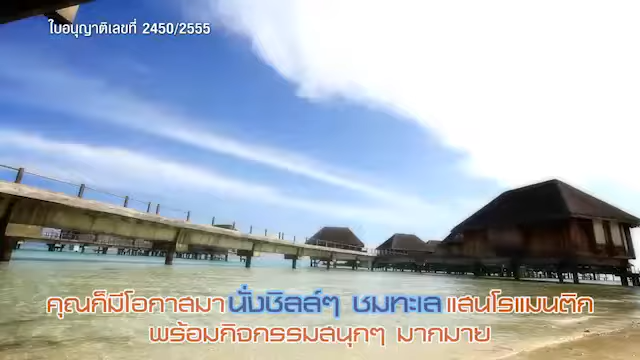 ใบอนุญาติเลขที่ 2450/2555
คุณก็มีโอกาสมา นั่งชิลล์ๆ ชมทะเล แสนโรแมนติก
พร้อมกิจกรรมสนุกๆ มากมาย